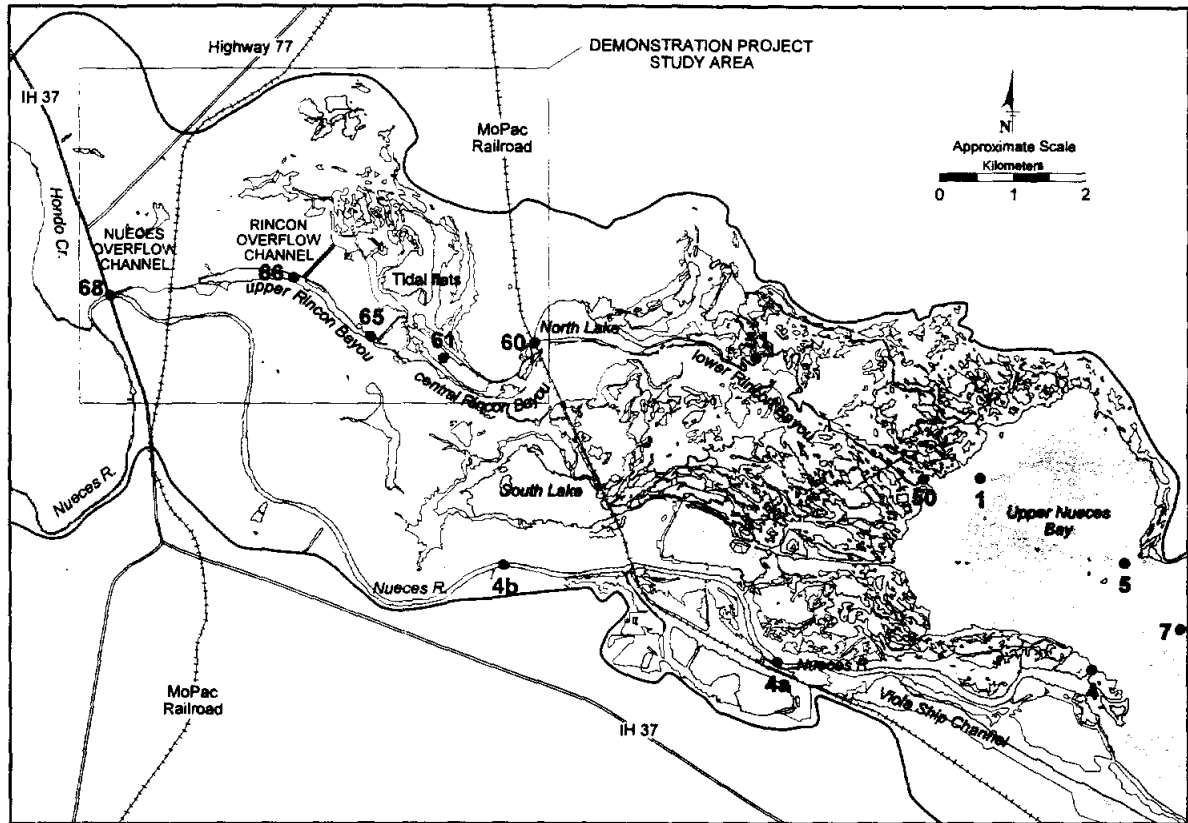 Highway 77
DEMONSTRATION PROJECT
STUDY AREA
IH 37
MoPac
Railroad
N
Approximate Scale
Kilometers
0 1 2
Hondo Cr.
NUECES
OVERFLOW
CHANNEL
RINCON
OVERFLOW
CHANNEL
Tidal flats
68
66
upper Rincon Bayou
65
61
60
North Lake
central Rincon Bayou
lower Rincon Bayou
50
1
Upper Nueces
Bay
South Lake
Nueces R.
Nueces R.
4b
5
7
Nueces R.
4a
4
Viola Ship Channel
MoPac
Railroad
IH 37